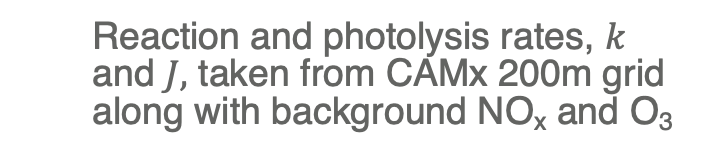 Reaction and photolysis rates, k
and J, taken from CAMx 200m grid
along with background NOx and O3